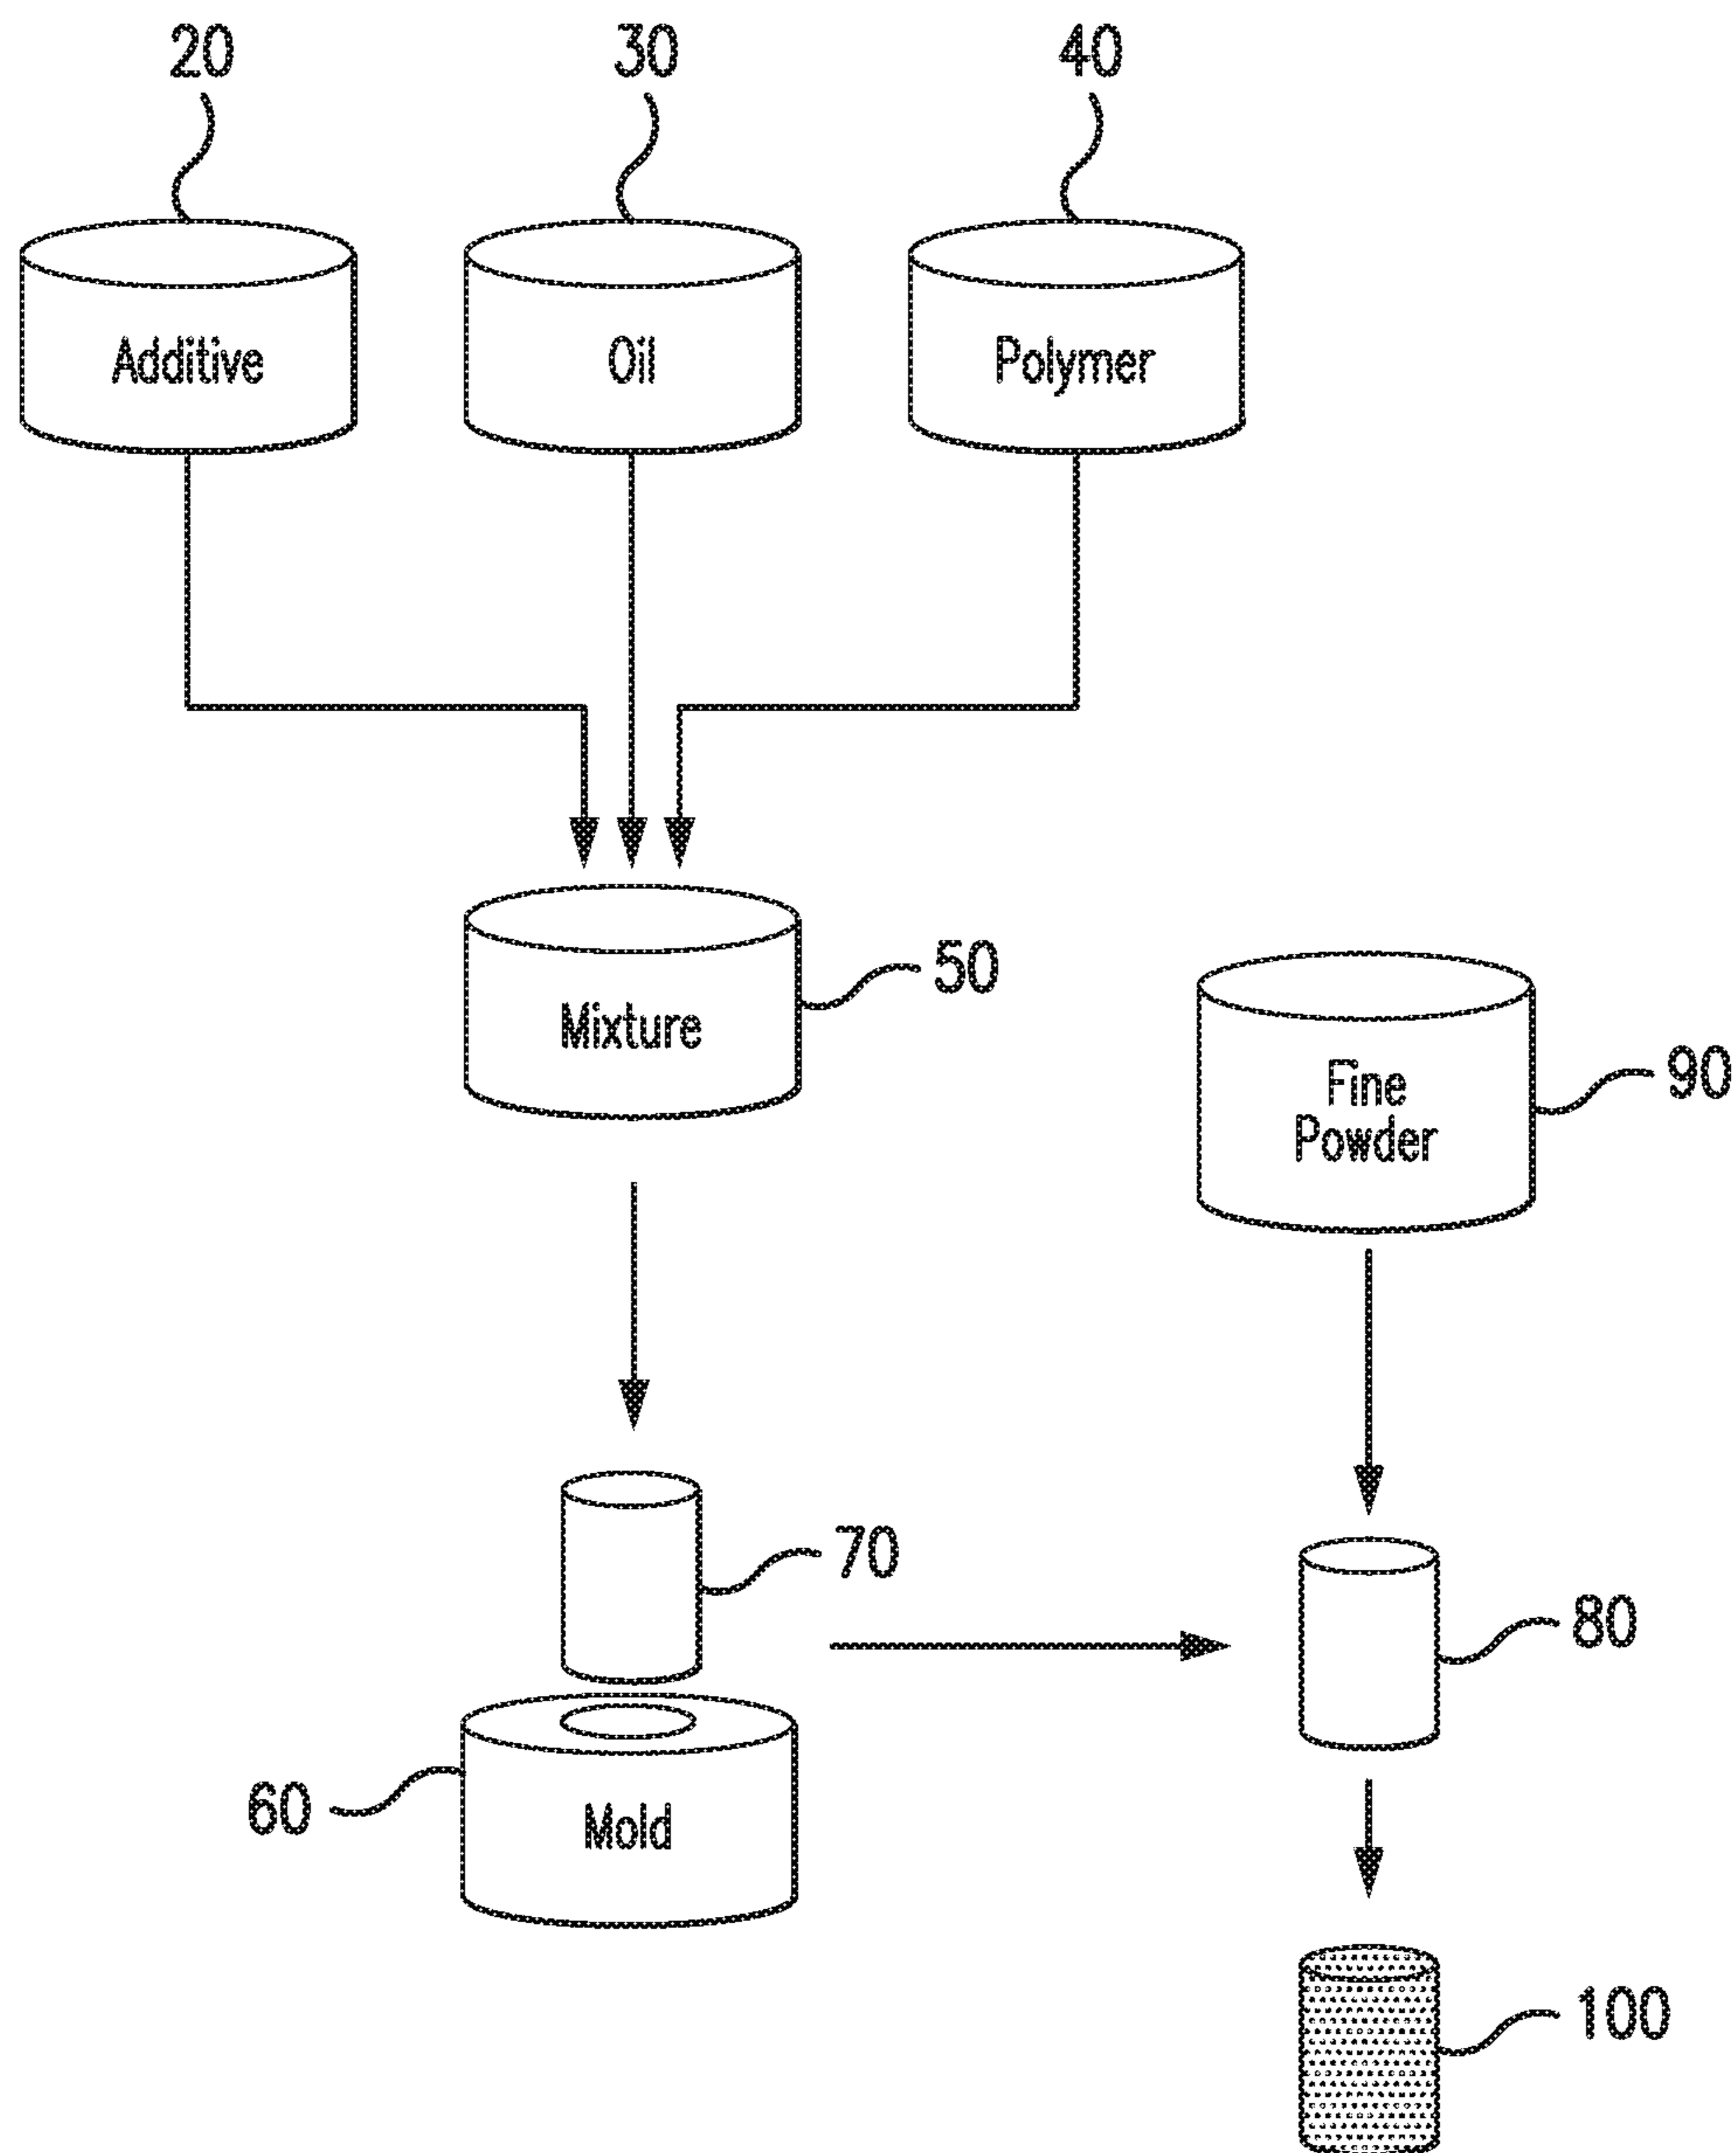 20
30
40
Additive
Oil
Polymer
50
Mixture
90
Fine
Powder
70
80
60
Mold
100